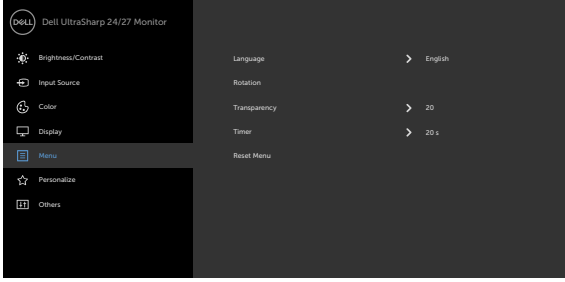 DELL Dell UltraSharp 24/27 Monitor
Brightness/Contrast
Input Source
Color
Display
Menu
Personalize
Others
Language English
Rotation
Transparency 20
Timer 20 s
Reset Menu